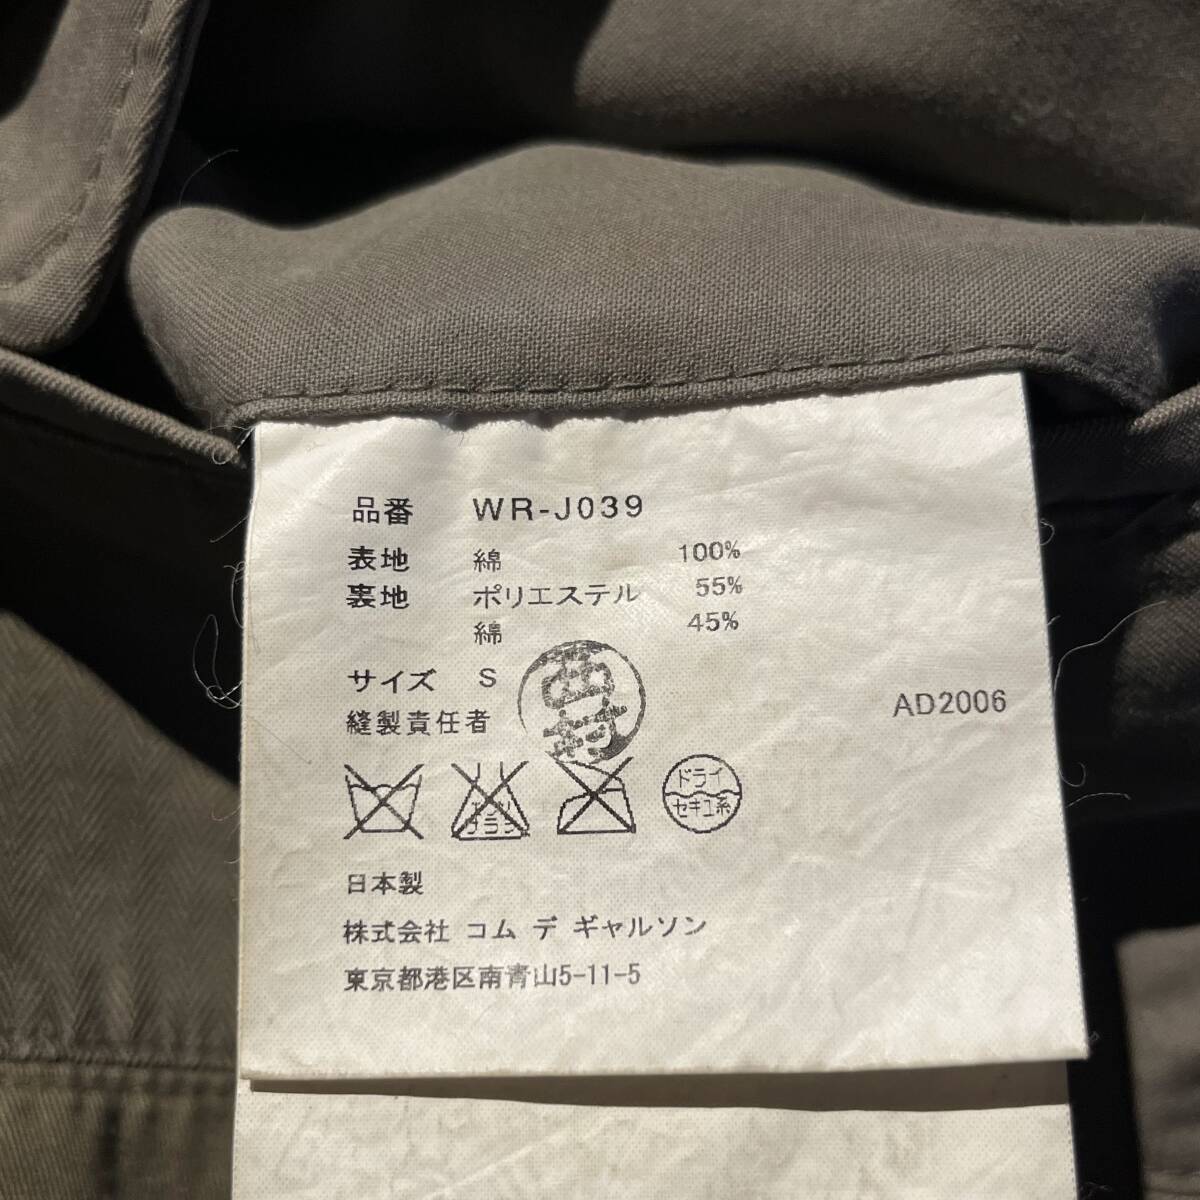 品番 WR-J039
表地 綿 100%
裏地 ポリエステル 55%
綿 45%
サイズ S
西村
縫製責任者
AD2006
ドライ
セキユ系
日本製
株式会社 コム デ ギャルソン
東京都港区南青山5-11-5